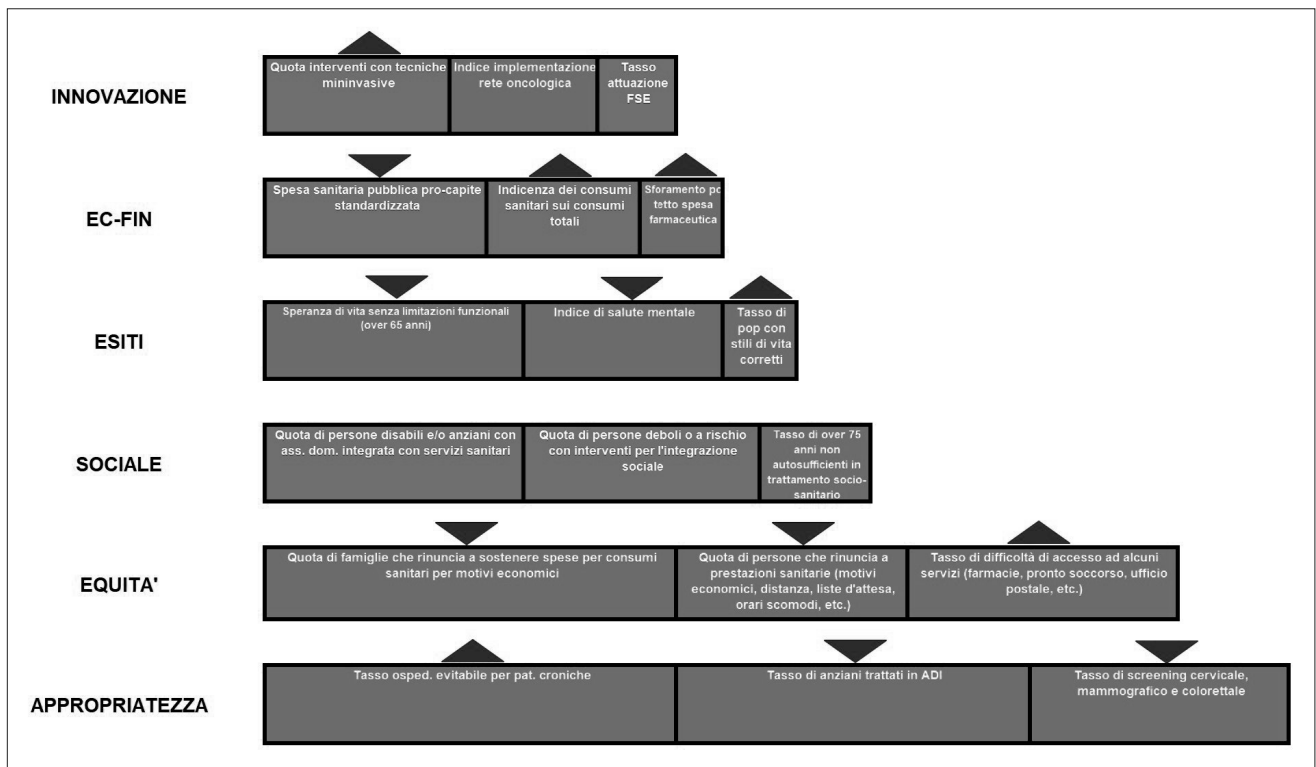 INNOVAZIONE
Quota interventi con tecniche
mininvasive
Indice implementazione
rete oncologica
Tasso
attuazione
FSE
EC-FIN
Spesa sanitaria pubblica pro-capite
standardizzata
Indicenza dei consumi
sanitari sui consumi
totali
Sforamento po
tetto spesa
farmaceutica
ESITI
Speranza di vita senza limitazioni funzionali
(over 65 anni)
Indice di salute mentale
Tasso di
pop con
stili di vita
corretti
SOCIALE
Quota di persone disabili e/o anziani con
ass. dom. integrata con servizi sanitari
Quota di persone deboli o a rischio
con interventi per l'integrazione
sociale
Tasso di over 75
anni non
autosufficienti in
trattamento socio-
sanitario
EQUITA'
Quota di famiglie che rinuncia a sostenere spese per consumi
sanitari per motivi economici
Quota di persone che rinuncia a
prestazioni sanitarie (motivi
economici, distanza, liste d'attesa,
orari scomodi, etc.)
Tasso di difficoltà di accesso ad alcuni
servizi (farmacie, pronto soccorso, ufficio
postale, etc.)
APPROPRIATEZZA
Tasso osped. evitabile per pat. croniche
Tasso di anziani trattati in ADI
Tasso di screening cervicale,
mammografico e colorettale